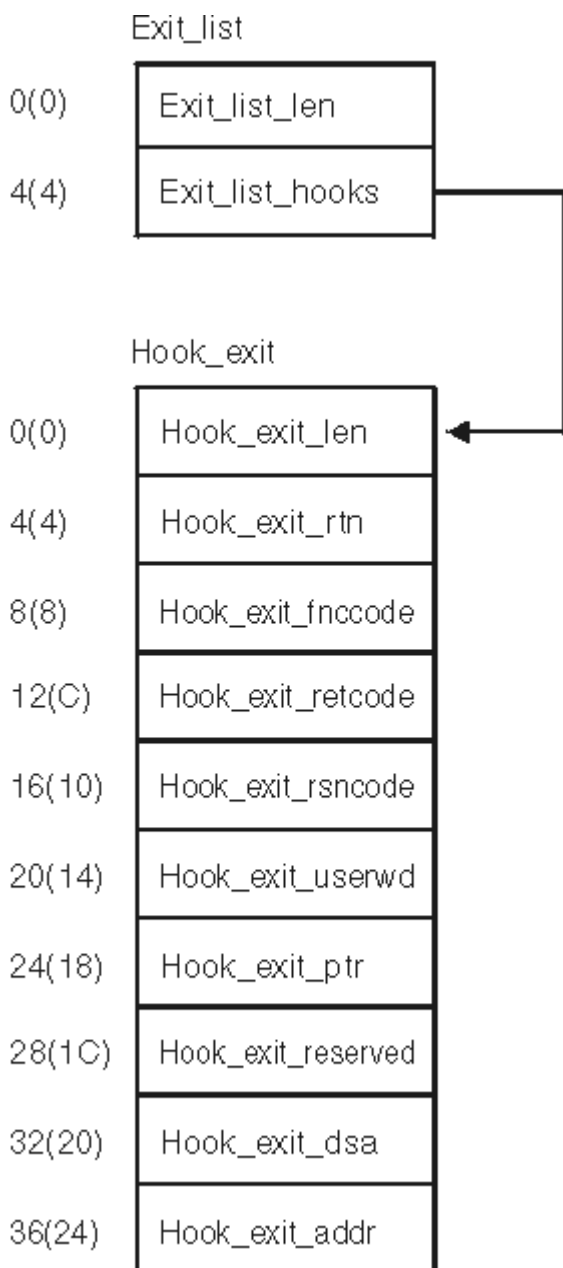 Exit_list
0(0) Exit_list_len
4(4) Exit_list_hooks
Hook_exit
0(0) Hook_exit_len
4(4) Hook_exit_rtn
8(8) Hook_exit_fnccode
12(C) Hook_exit_retcode
16(10) Hook_exit_rsncode
20(14) Hook_exit_userwd
24(18) Hook_exit_ptr
28(1C) Hook_exit_reserved
32(20) Hook_exit_dsa
36(24) Hook_exit_addr